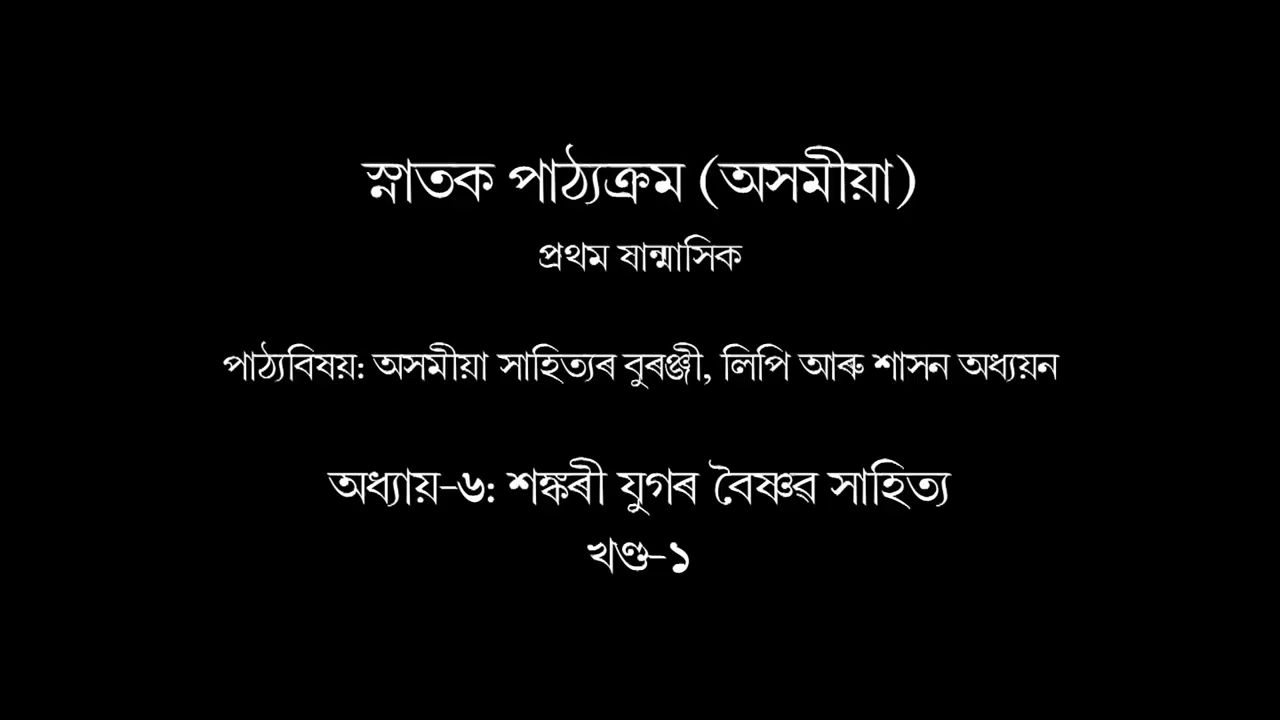 স্নাতক পাঠ্যক্ৰম (অসমীয়া)
প্ৰথম ষান্মাসিক
পাঠ্যবিষয়: অসমীয়া সাহিত্যৰ বুৰঞ্জী, লিপি আৰু শাসন অধ্যয়ন
অধ্যায়-৬: শঙ্কৰী যুগৰ বৈষ্ণৱ সাহিত্য
খণ্ড-১